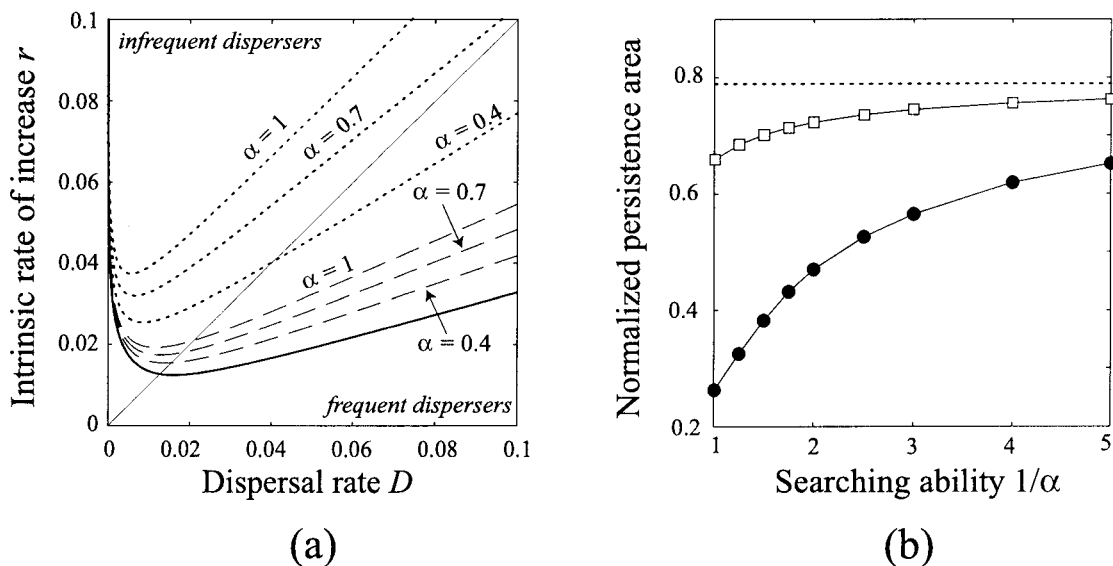 Intrinsic rate of increase r
0.1
0.08
0.06
0.04
0.02
0
infrequent dispersers
α = 1
α = 0.7
α = 0.4
α = 0.7
α = 1
α = 0.4
frequent dispersers
0
0.02
0.04
0.06
0.08
0.1
Dispersal rate D
(a)
Normalized persistence area
0.8
0.6
0.4
0.2
1
2
3
4
5
Searching ability 1/α
(b)